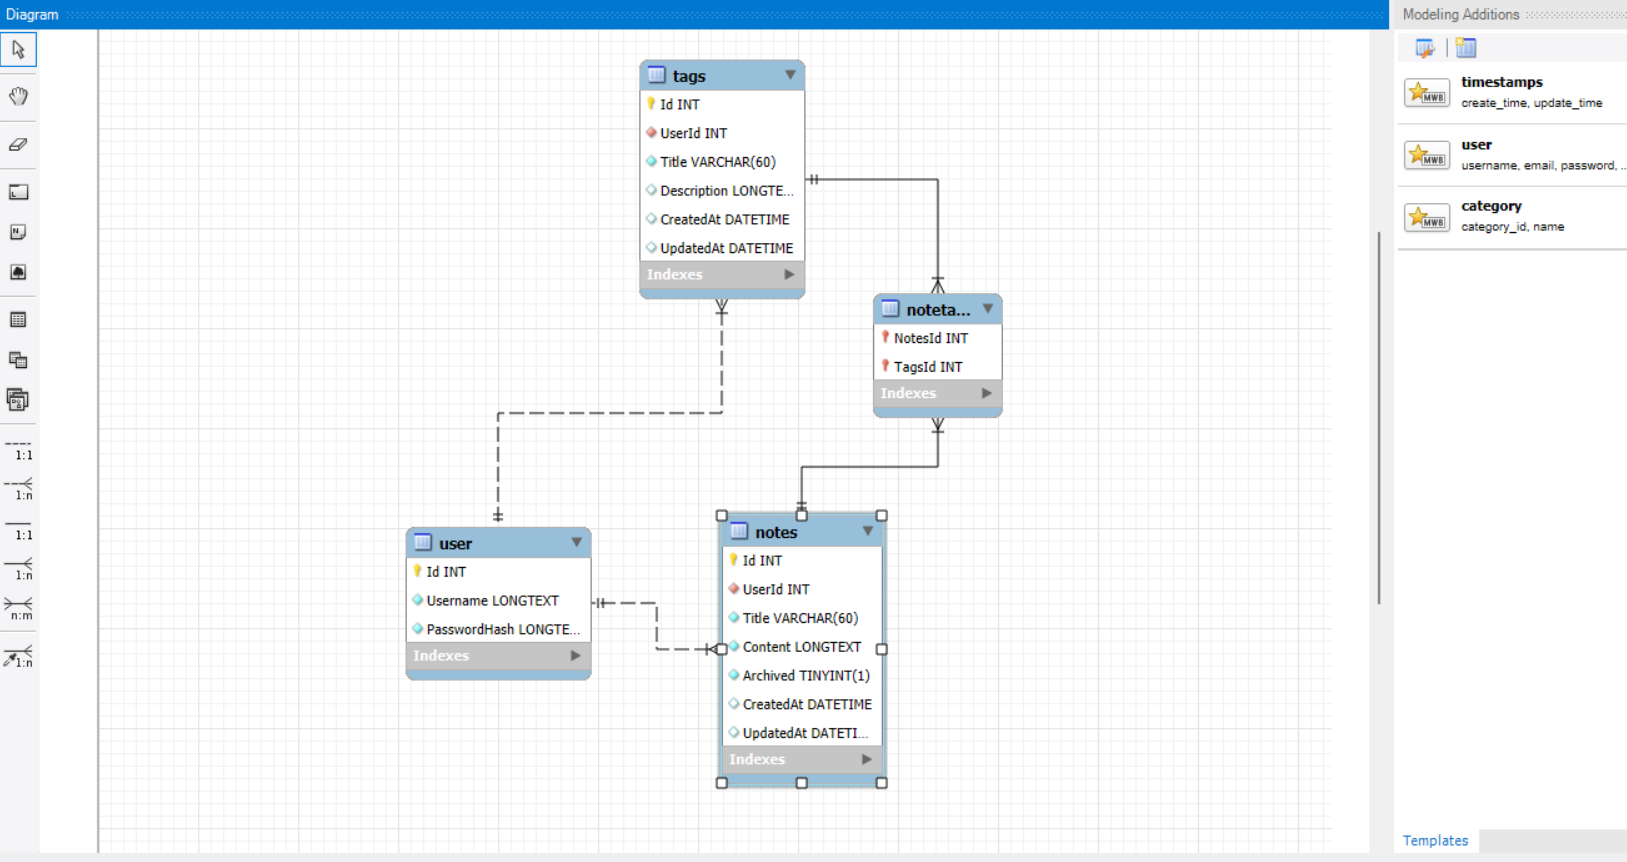 Diagram
Modeling Additions
tags
Id INT
UserId INT
Title VARCHAR(60)
Description LONGTE...
CreatedAt DATETIME
UpdatedAt DATETIME
Indexes
noteta...
NotesId INT
TagsId INT
Indexes
user
Id INT
Username LONGTEXT
PasswordHash LONGTE...
Indexes
notes
Id INT
UserId INT
Title VARCHAR(60)
Content LONGTEXT
Archived TINYINT(1)
CreatedAt DATETIME
UpdatedAt DATETI...
Indexes
1:1
1:n
1:1
1:n
n:m
1:n
MWB
timestamps
create_time, update_time
MWB
user
username, email, password, ..
MWB
category
category_id, name
Templates